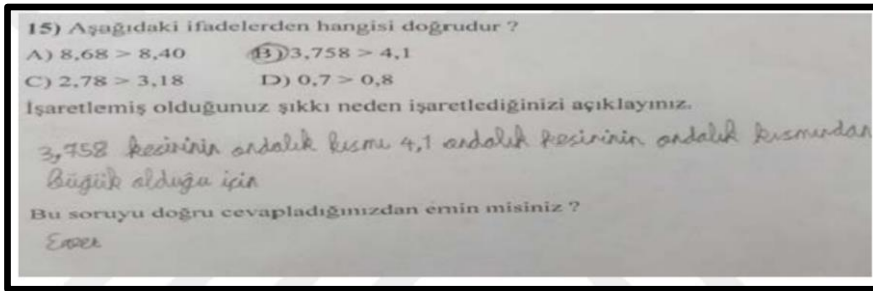 15) Aşağıdaki ifadelerden hangisi doğrudur ?
A) 8,68 > 8,40 B) 3,758 > 4,1
C) 2,78 > 3,18 D) 0,7 > 0,8
İşaretlemiş olduğunuz şıkkı neden işaretlediğinizi açıklayınız.
3,758 kesirinin ondalık kısmı 4,1 ondalık kesirinin ondalık kısmından
Büyük olduğu için
Bu soruyu doğru cevapladığınızdan emin misiniz ?
Evet